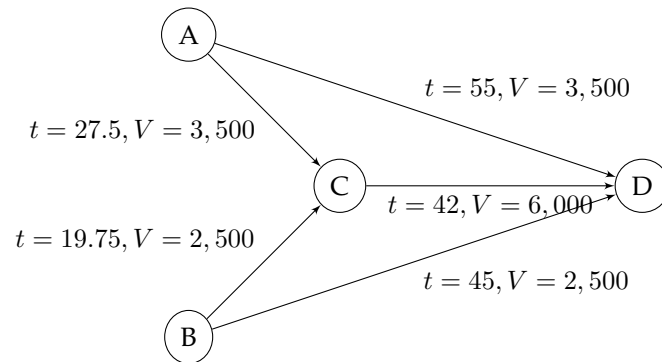 A
t = 55, V = 3, 500
t = 27.5, V = 3, 500
C
D
t = 42, V = 6, 000
t = 19.75, V = 2, 500
t = 45, V = 2, 500
B